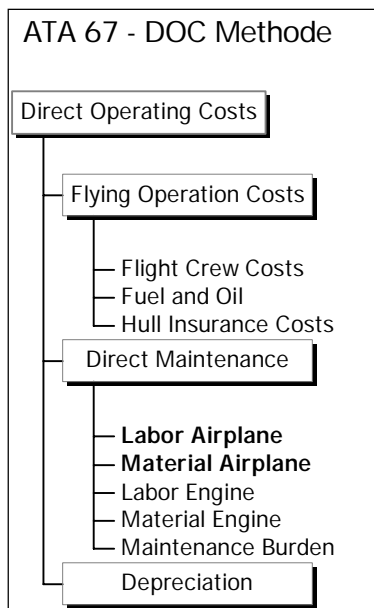 ATA 67 - DOC Methode
Direct Operating Costs
Flying Operation Costs
Flight Crew Costs
Fuel and Oil
Hull Insurance Costs
Direct Maintenance
Labor Airplane
Material Airplane
Labor Engine
Material Engine
Maintenance Burden
Depreciation